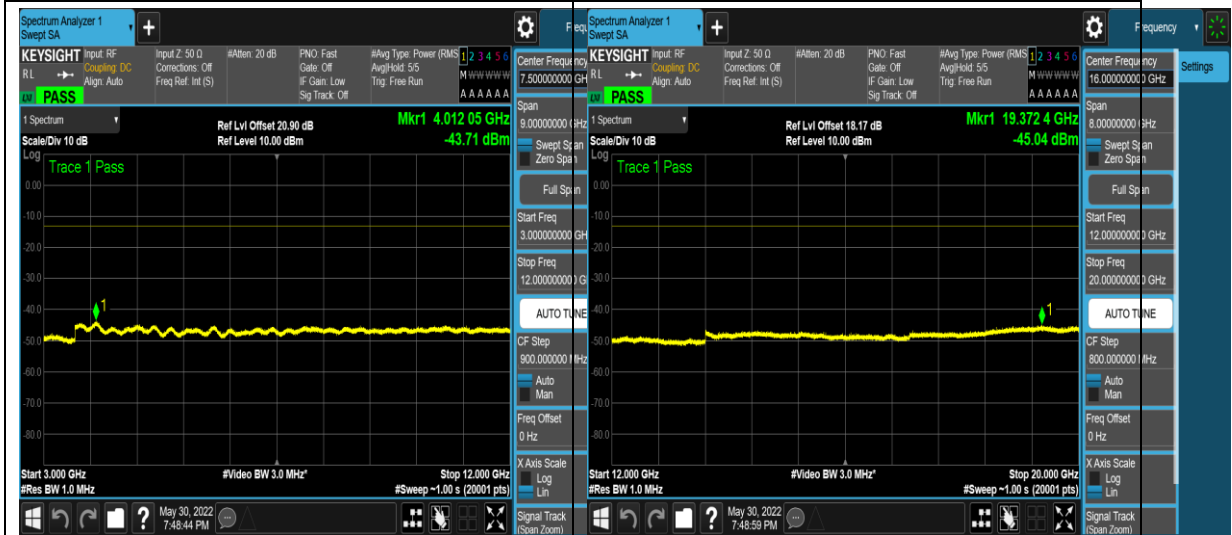 Spectrum Analyzer 1
Swept SA
+
Frequ
KEYSIGHT
Input: RF
Coupling: DC
Align: Auto
Input Z: 50 Ω
Corrections: Off
Freq Ref: Int (S)
#Atten: 20 dB
PNO: Fast
Gate: Off
IF Gain: Low
Sig Track: Off
#Avg Type: Power (RMS
Avg|Hold: 5/5
Trig: Free Run
1 2 3 4 5 6
M w w w w w
A A A A A A
RL
PASS
1 Spectrum
Scale/Div 10 dB
Ref Lvl Offset 20.90 dB
Ref Level 10.00 dBm
Mkr1 4.012 05 GHz
-43.71 dBm
Log
Trace 1 Pass
0.00
-10.0
-20.0
-30.0
-40.0
-50.0
-60.0
-70.0
-80.0
1
Start 3.000 GHz
#Res BW 1.0 MHz
#Video BW 3.0 MHz*
Stop 12.000 GHz
#Sweep ~1.00 s (20001 pts)
May 30, 2022
7:48:44 PM
Center Frequency
7.500000000 GHz
Span
9.00000000 GHz
Swept Span
Zero Span
Full Span
Start Freq
3.000000000 GH
Stop Freq
12.000000000 G
AUTO TUNE
CF Step
900.000000 MHz
Auto
Man
Freq Offset
0 Hz
X Axis Scale
Log
Lin
Signal Track
(Span Zoom)
Spectrum Analyzer 1
Swept SA
+
Frequency
KEYSIGHT
Input: RF
Coupling: DC
Align: Auto
Input Z: 50 Ω
Corrections: Off
Freq Ref: Int (S)
#Atten: 20 dB
PNO: Fast
Gate: Off
IF Gain: Low
Sig Track: Off
#Avg Type: Power (RMS
Avg|Hold: 5/5
Trig: Free Run
1 2 3 4 5 6
M w w w w w
A A A A A A
RL
PASS
1 Spectrum
Scale/Div 10 dB
Ref Lvl Offset 18.17 dB
Ref Level 10.00 dBm
Mkr1 19.372 4 GHz
-45.04 dBm
Log
Trace 1 Pass
0.00
-10.0
-20.0
-30.0
-40.0
-50.0
-60.0
-70.0
-80.0
1
Start 12.000 GHz
#Res BW 1.0 MHz
#Video BW 3.0 MHz*
Stop 20.000 GHz
#Sweep ~1.00 s (20001 pts)
May 30, 2022
7:48:59 PM
Center Frequency
16.000000000 GHz
Span
8.00000000 GHz
Swept Span
Zero Span
Full Span
Start Freq
12.000000000 GHz
Stop Freq
20.000000000 GHz
AUTO TUNE
CF Step
800.000000 MHz
Auto
Man
Freq Offset
0 Hz
X Axis Scale
Log
Lin
Signal Track
(Span Zoom)
Settings